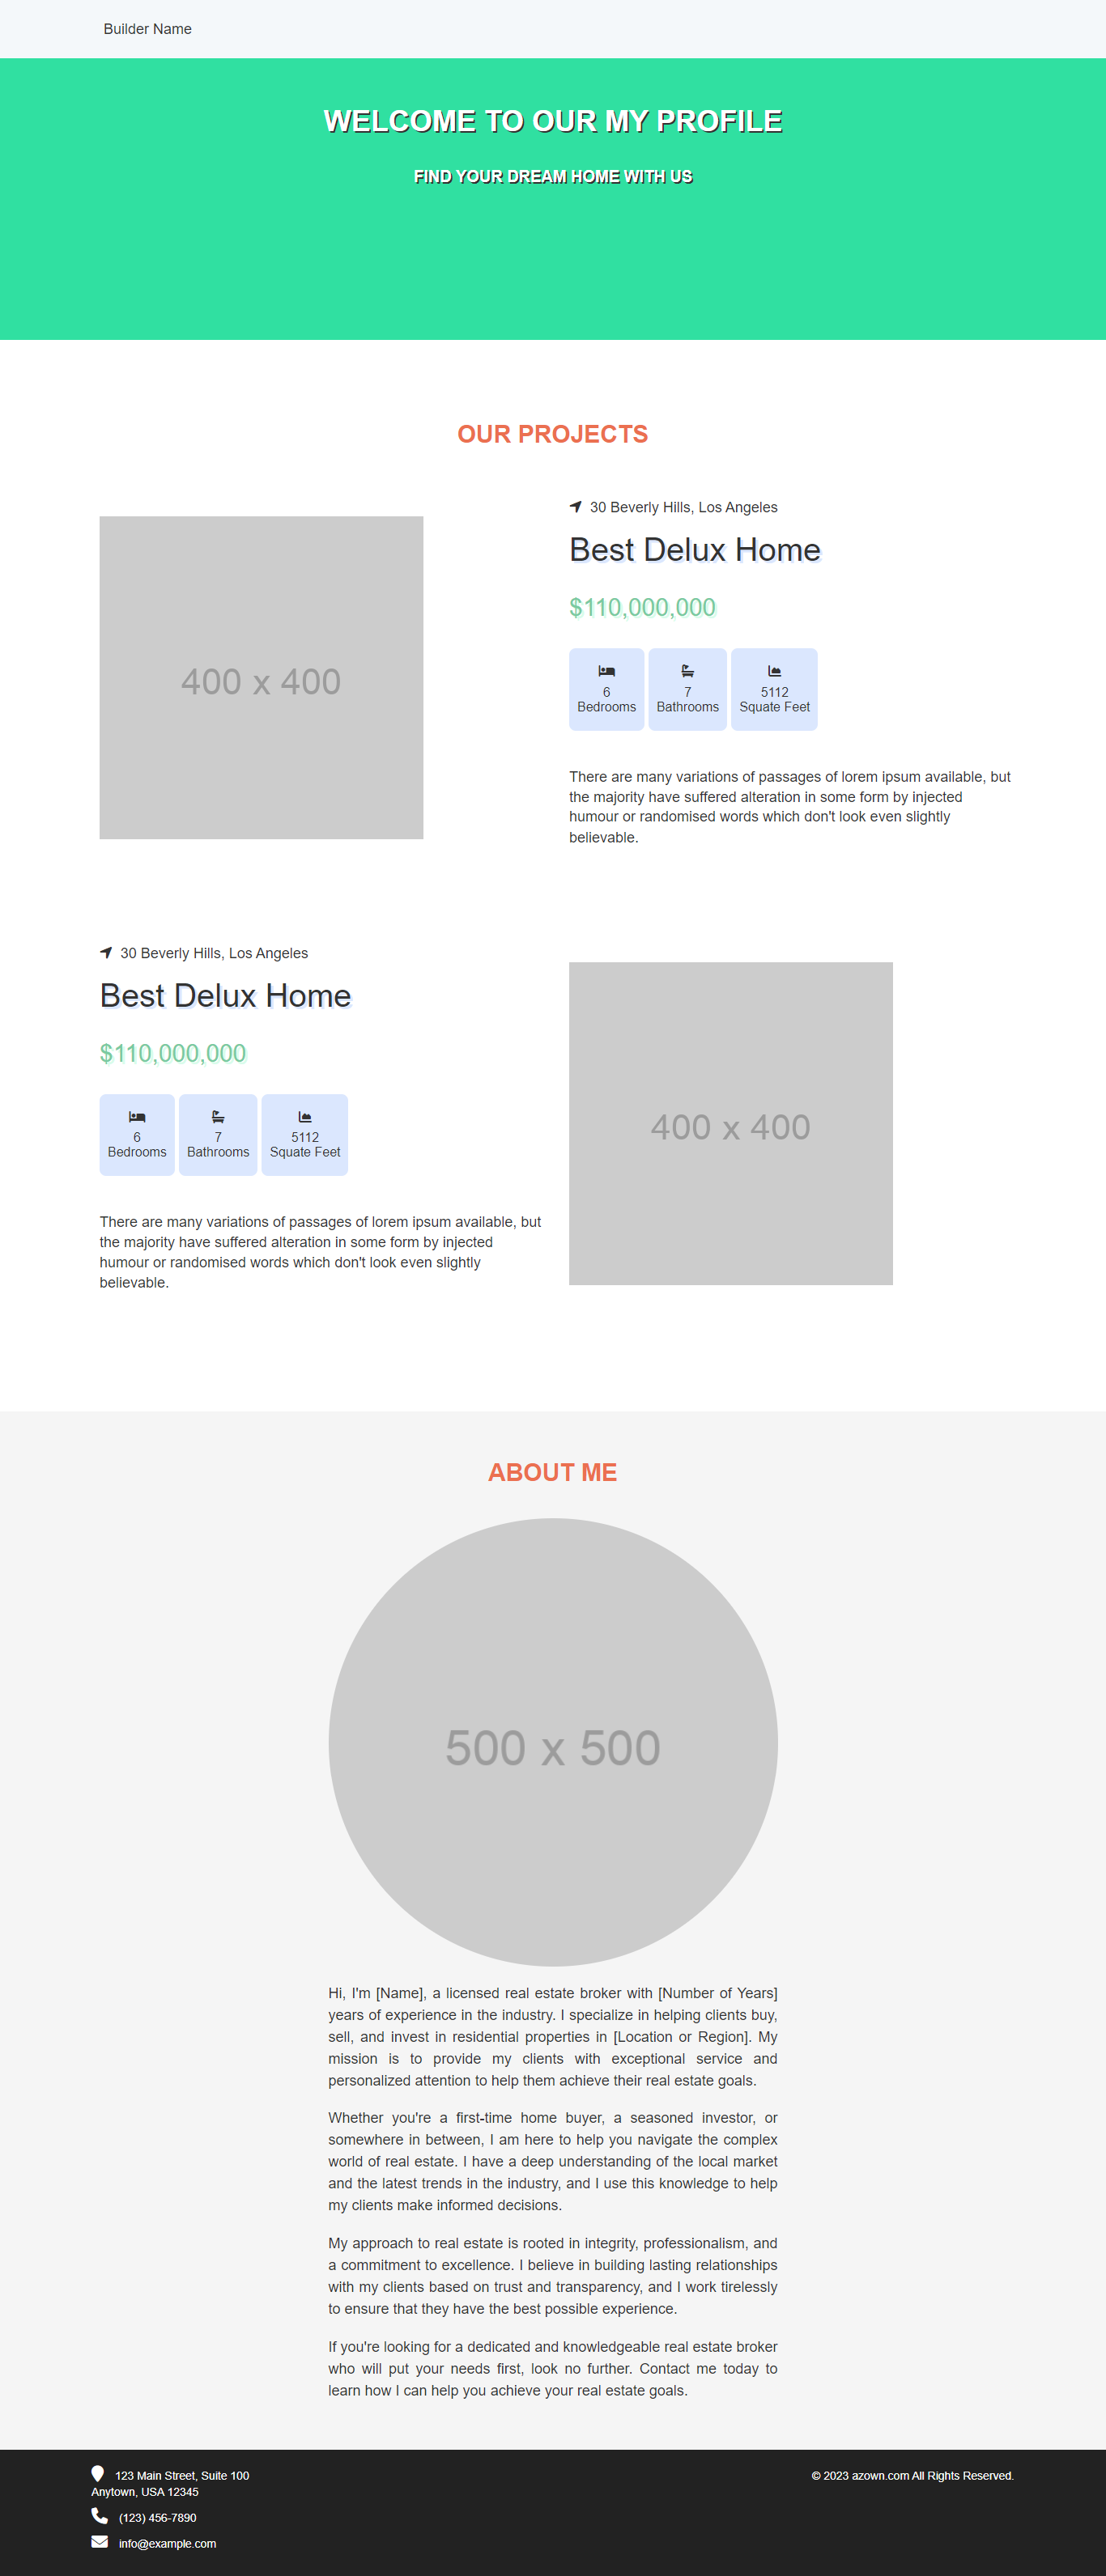 Builder Name
WELCOME TO OUR MY PROFILE
FIND YOUR DREAM HOME WITH US
OUR PROJECTS
400 x 400
30 Beverly Hills, Los Angeles
Best Delux Home
$110,000,000
6
Bedrooms
7
Bathrooms
5112
Squate Feet
There are many variations of passages of lorem ipsum available, but
the majority have suffered alteration in some form by injected
humour or randomised words which don't look even slightly
believable.
30 Beverly Hills, Los Angeles
Best Delux Home
$110,000,000
6
Bedrooms
7
Bathrooms
5112
Squate Feet
There are many variations of passages of lorem ipsum available, but
the majority have suffered alteration in some form by injected
humour or randomised words which don't look even slightly
believable.
400 x 400
ABOUT ME
500 x 500
Hi, I'm [Name], a licensed real estate broker with [Number of Years]
years of experience in the industry. I specialize in helping clients buy,
sell, and invest in residential properties in [Location or Region]. My
mission is to provide my clients with exceptional service and
personalized attention to help them achieve their real estate goals.
Whether you're a first-time home buyer, a seasoned investor, or
somewhere in between, I am here to help you navigate the complex
world of real estate. I have a deep understanding of the local market
and the latest trends in the industry, and I use this knowledge to help
my clients make informed decisions.
My approach to real estate is rooted in integrity, professionalism, and
a commitment to excellence. I believe in building lasting relationships
with my clients based on trust and transparency, and I work tirelessly
to ensure that they have the best possible experience.
If you're looking for a dedicated and knowledgeable real estate broker
who will put your needs first, look no further. Contact me today to
learn how I can help you achieve your real estate goals.
123 Main Street, Suite 100
Anytown, USA 12345
(123) 456-7890
info@example.com
© 2023 azown.com All Rights Reserved.